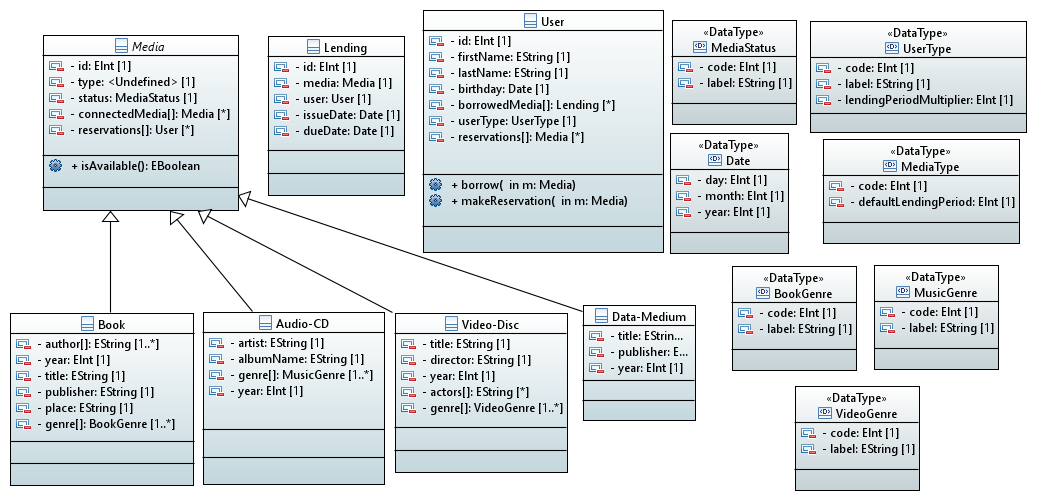 Media
- id: EInt [1]
- type: <Undefined> [1]
- status: MediaStatus [1]
- connectedMedia[]: Media [*]
- reservations[]: User [*]
+ isAvailable(): EBoolean
Lending
- id: EInt [1]
- media: Media [1]
- user: User [1]
- issueDate: Date [1]
- dueDate: Date [1]
User
- id: EInt [1]
- firstName: EString [1]
- lastName: EString [1]
- birthday: Date [1]
- borrowedMedia[]: Lending [*]
- userType: UserType [1]
- reservations[]: Media [*]
+ borrow( in m: Media)
+ makeReservation( in m: Media)
«DataType»
MediaStatus
- code: EInt [1]
- label: EString [1]
«DataType»
UserType
- code: EInt [1]
- label: EString [1]
- lendingPeriodMultiplier: EInt [1]
«DataType»
Date
- day: EInt [1]
- month: EInt [1]
- year: EInt [1]
«DataType»
MediaType
- code: EInt [1]
- defaultLendingPeriod: EInt [1]
«DataType»
BookGenre
- code: EInt [1]
- label: EString [1]
«DataType»
MusicGenre
- code: EInt [1]
- label: EString [1]
Book
- author[]: EString [1..*]
- year: EInt [1]
- title: EString [1]
- publisher: EString [1]
- place: EString [1]
- genre[]: BookGenre [1..*]
Audio-CD
- artist: EString [1]
- albumName: EString [1]
- genre[]: MusicGenre [1..*]
- year: EInt [1]
Video-Disc
- title: EString [1]
- director: EString [1]
- year: EInt [1]
- actors[]: EString [*]
- genre[]: VideoGenre [1..*]
Data-Medium
- title: EStrin...
- publisher: E...
- year: EInt [1]
«DataType»
VideoGenre
- code: EInt [1]
- label: EString [1]